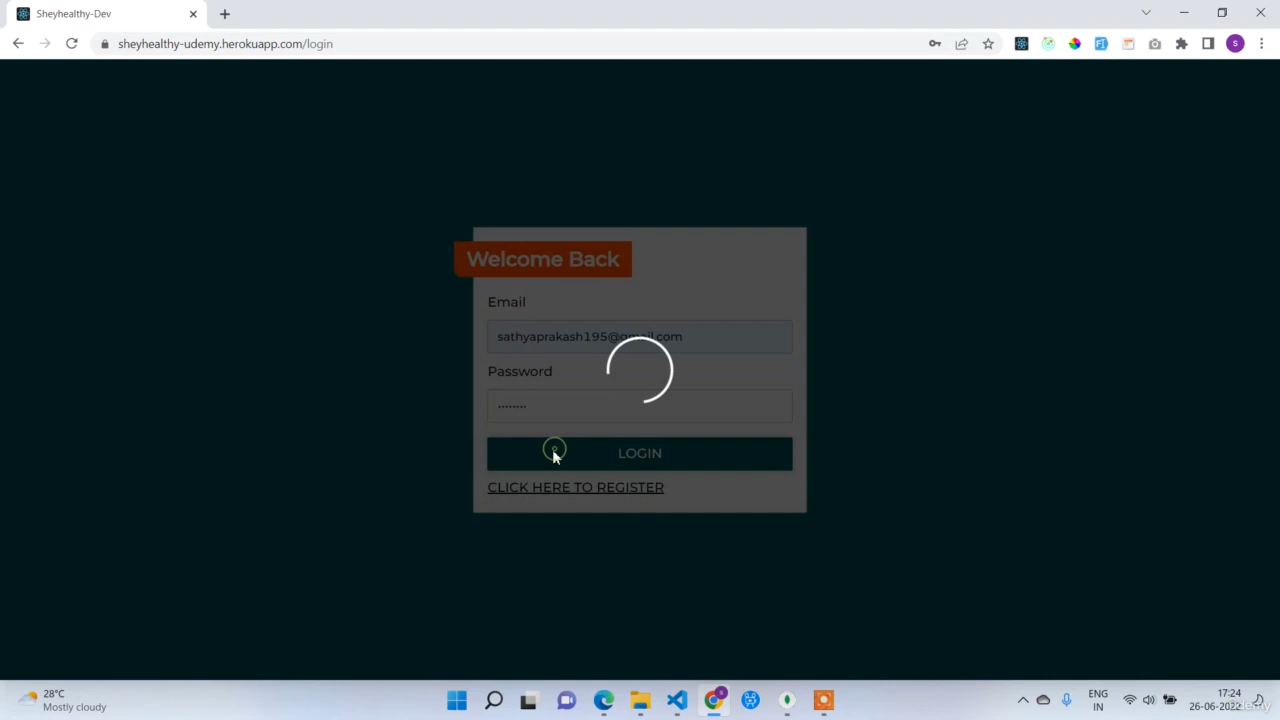 Sheyhealthy-Dev
sheyhealthy-udemy.herokuapp.com/login
S
Welcome Back
Email
sathyaprakash195@gmail.com
Password
LOGIN
CLICK HERE TO REGISTER
28°C
Mostly cloudy
ENG
IN
17:24
26-06-2022
Udemy